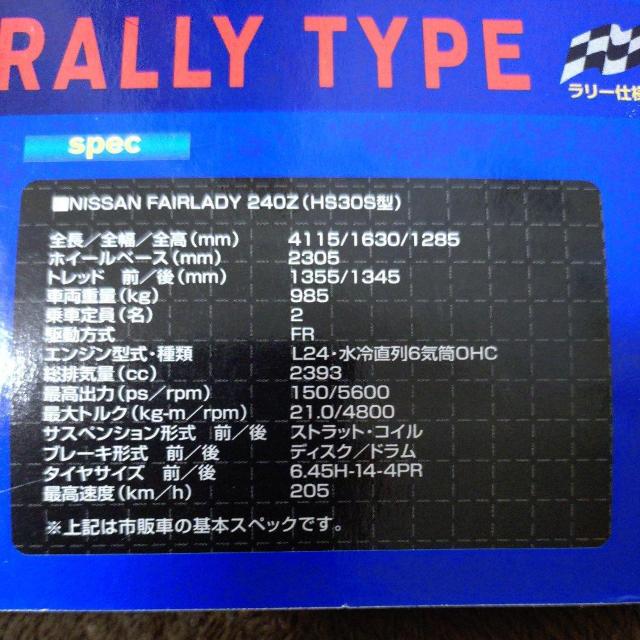 RALLY TYPE
ラリー仕様
spec
■NISSAN FAIRLADY 240Z(HS30S型)
全長/全幅/全高(mm) 4115/1630/1285
ホイールベース(mm) 2305
トレッド 前/後(mm) 1355/1345
車両重量(kg) 985
乗車定員(名) 2
駆動方式 FR
エンジン型式・種類 L24・水冷直列6気筒OHC
総排気量(cc) 2393
最高出力(ps/rpm) 150/5600
最大トルク(kg-m/rpm) 21.0/4800
サスペンション形式 前/後 ストラット・コイル
ブレーキ形式 前/後 ディスク/ドラム
タイヤサイズ 前/後 6.45H-14-4PR
最高速度(km/h) 205
※上記は市販車の基本スペックです。